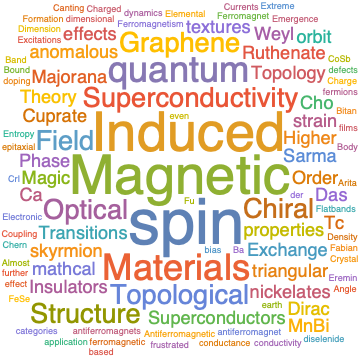 Canting Charged Currents Extreme
Formation dimensional dynamics Elemental
Excitations Ferromagnetism Ferromagnet Emergence
Dimension effects textures Weyl orbit CoSb
Band Graphene defects
Bound anomalous Ruthenate Charge
doping Majorana quantum Topology fermions
Theory Superconductivity Cho Bitan
Cuprate even strain films
Entropy Field Induced Higher Body
epitaxial Phase Sarma
CrI Magic Magnetic Order Arita
Ca Fu der Das Flatbands
Electronic Optical spin Chiral Tc
Coupling Transitions properties Density
Chern skyrmion bias Ba Exchange Fabian
Almost mathcal Materials triangular Crystal
further Eremin
effect Insulators Topological nickelates Angle
FeSe earth Dirac
Structure Superconductors MnBi
categories antiferromagnets Antiferromagnetic antiferromagnet diselenide
application ferromagnetic frustrated conductance conductivity
based